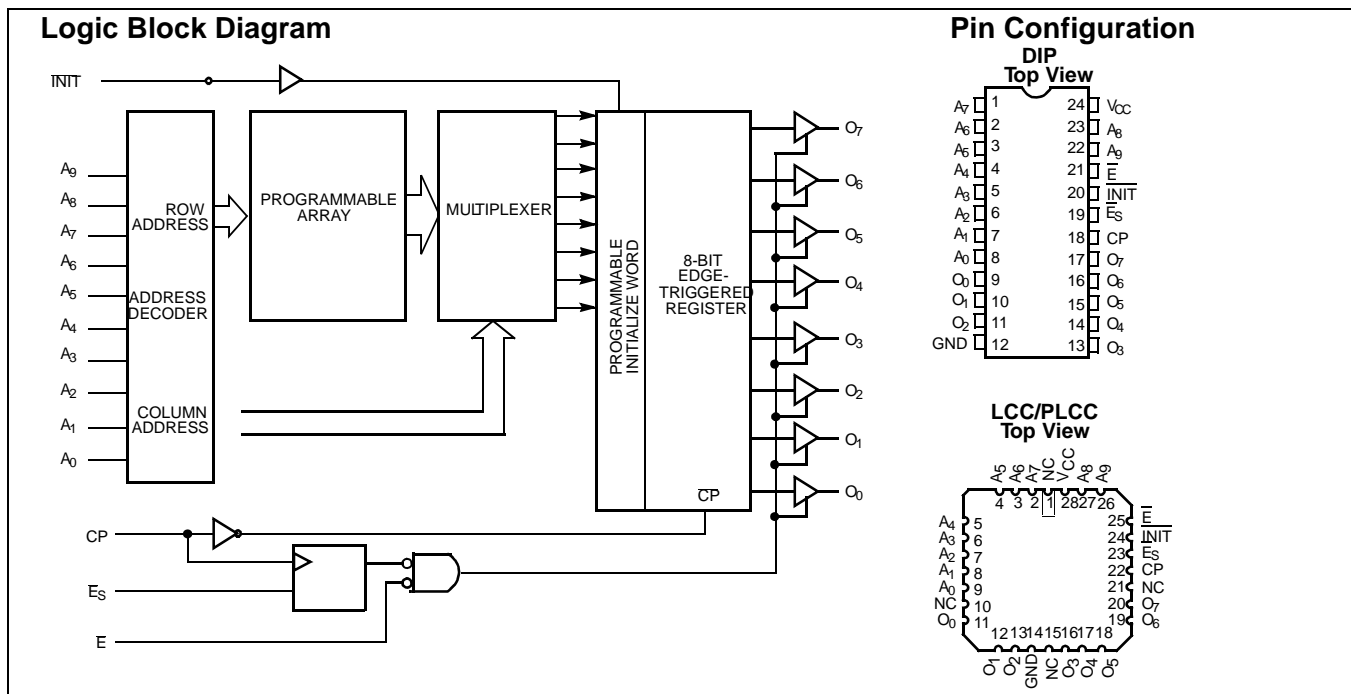 Logic Block Diagram
INIT
A9
A8
A7
A6
A5
A4
A3
A2
A1
A0
ROW
ADDRESS
ADDRESS
DECODER
COLUMN
ADDRESS
PROGRAMMABLE
ARRAY
MULTIPLEXER
PROGRAMMABLE
INITIALIZE WORD
8-BIT
EDGE-
TRIGGERED
REGISTER
CP
O7
O6
O5
O4
O3
O2
O1
O0
CP
ES
E
Pin Configuration
DIP
Top View
A7 1 24 VCC
A6 2 23 A8
A5 3 22 A9
A4 4 21 E
A3 5 20 INIT
A2 6 19 ES
A1 7 18 CP
A0 8 17 O7
O0 9 16 O6
O1 10 15 O5
O2 11 14 O4
GND 12 13 O3
LCC/PLCC
Top View
A5 A6 A7 NC VCC A8 A9
4 3 2 1 28 27 26
A4 5 25 E
A3 6 24 INIT
A2 7 23 ES
A1 8 22 CP
A0 9 21 NC
NC 10 20 O7
O0 11 19 O6
12 13 14 15 16 17 18
O1 O2 GND NC O3 O4 O5